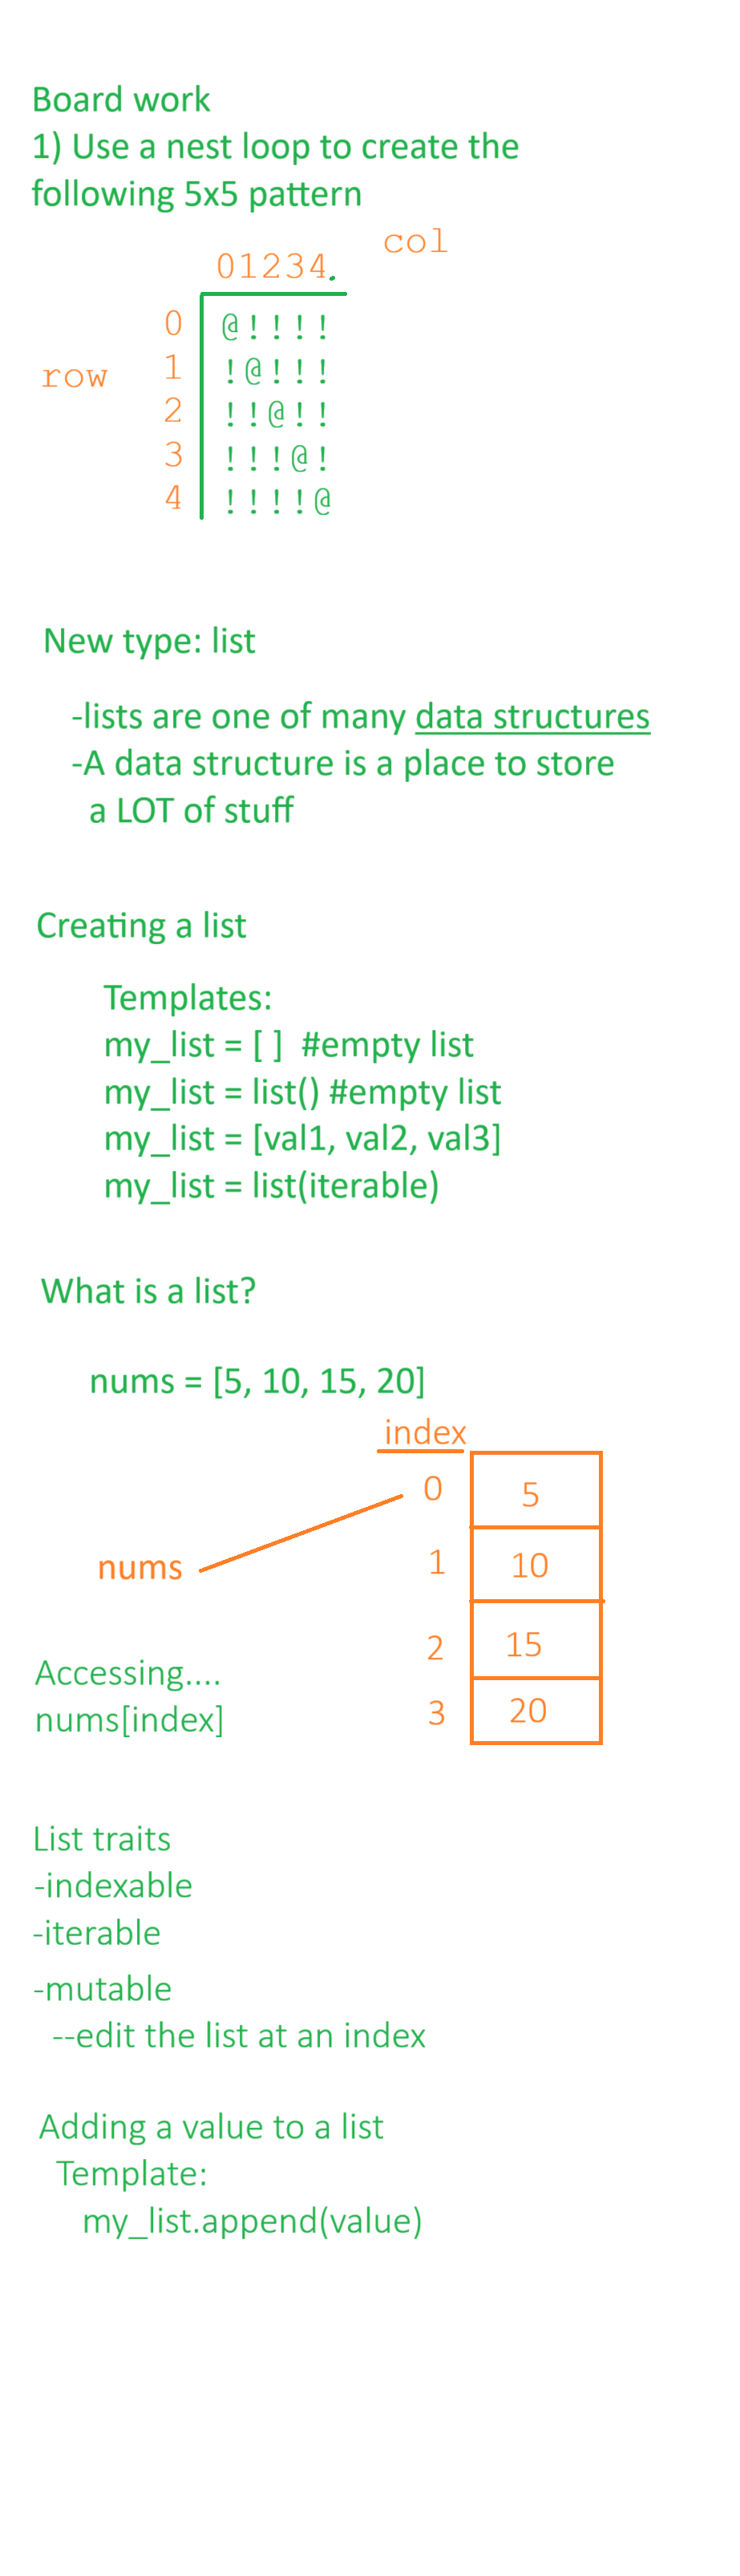 Board work
1) Use a nest loop to create the
following 5x5 pattern
col
01234.
0 @!!!!
row 1 !@!!!
2 !!@!!
3 !!!@!
4 !!!!@
New type: list
-lists are one of many data structures
-A data structure is a place to store
a LOT of stuff
Creating a list
Templates:
my_list = [ ]  #empty list
my_list = list() #empty list
my_list = [val1, val2, val3]
my_list = list(iterable)
What is a list?
nums = [5, 10, 15, 20]
index
0 5
nums 1 10
2 15
Accessing....
nums[index] 3 20
List traits
-indexable
-iterable
-mutable
--edit the list at an index
Adding a value to a list
Template:
my_list.append(value)